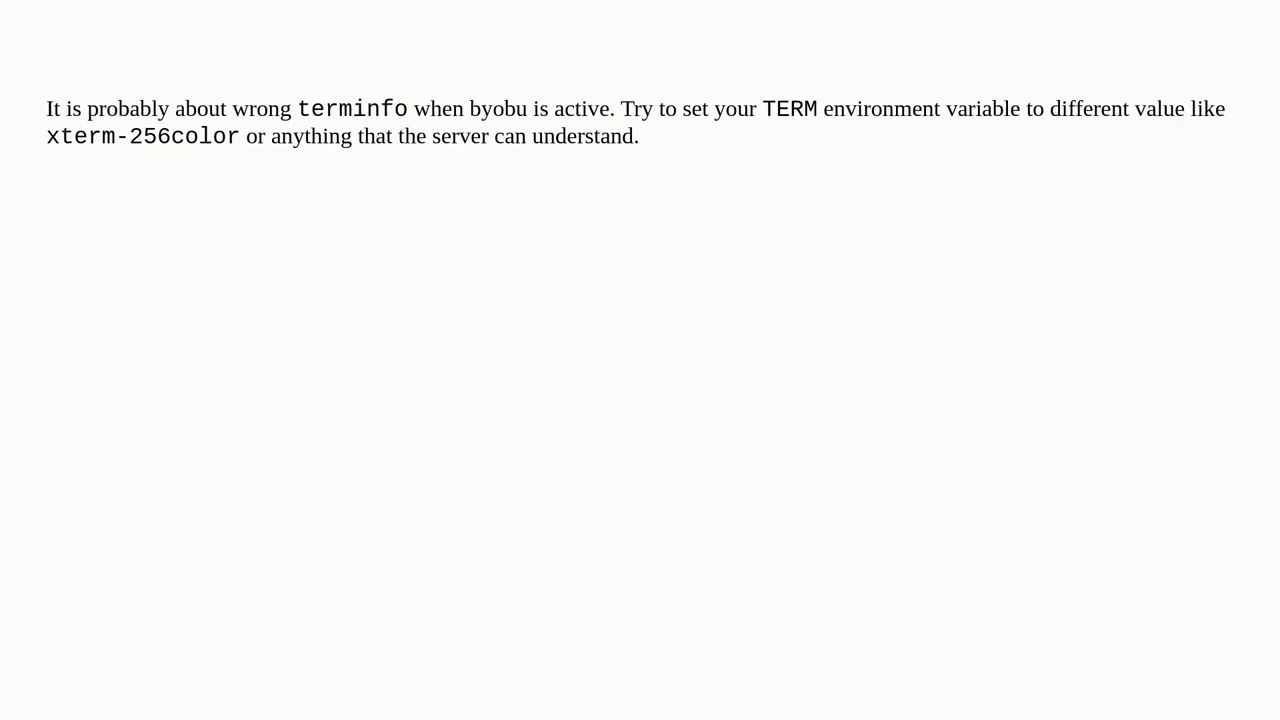 It is probably about wrong terminfo when byobu is active. Try to set your TERM environment variable to different value like
xterm-256color or anything that the server can understand.